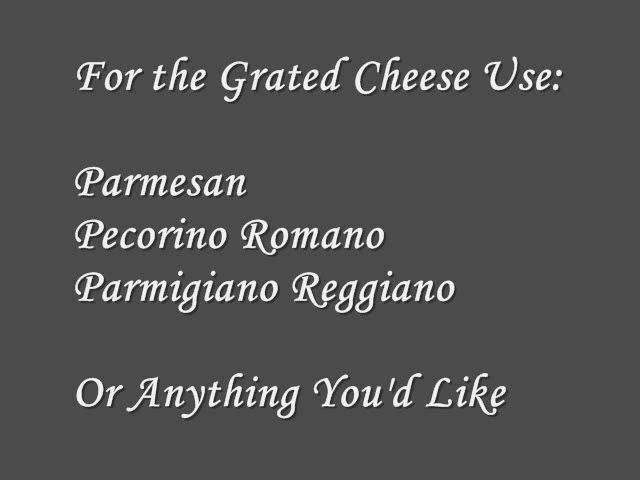 For the Grated Cheese Use:
Parmesan
Pecorino Romano
Parmigiano Reggiano
Or Anything You'd Like